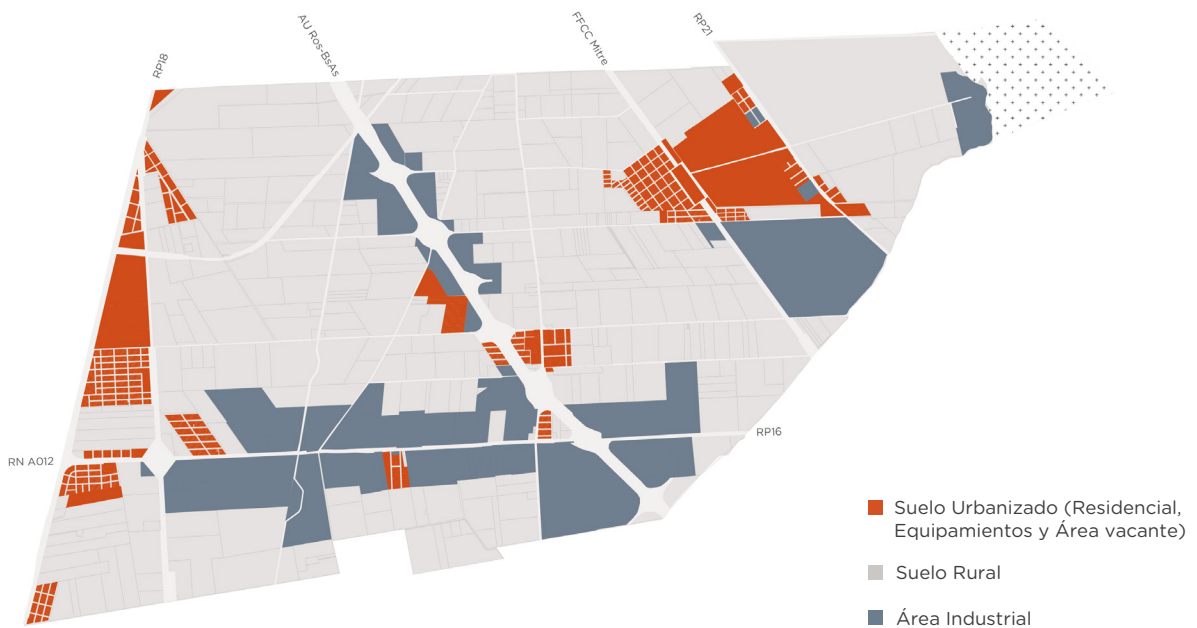 RP18
AU Ros-BsAs
FFCC Mitre
RP21
RP16
RN A012
Suelo Urbanizado (Residencial,
Equipamientos y Área vacante)
Suelo Rural
Área Industrial